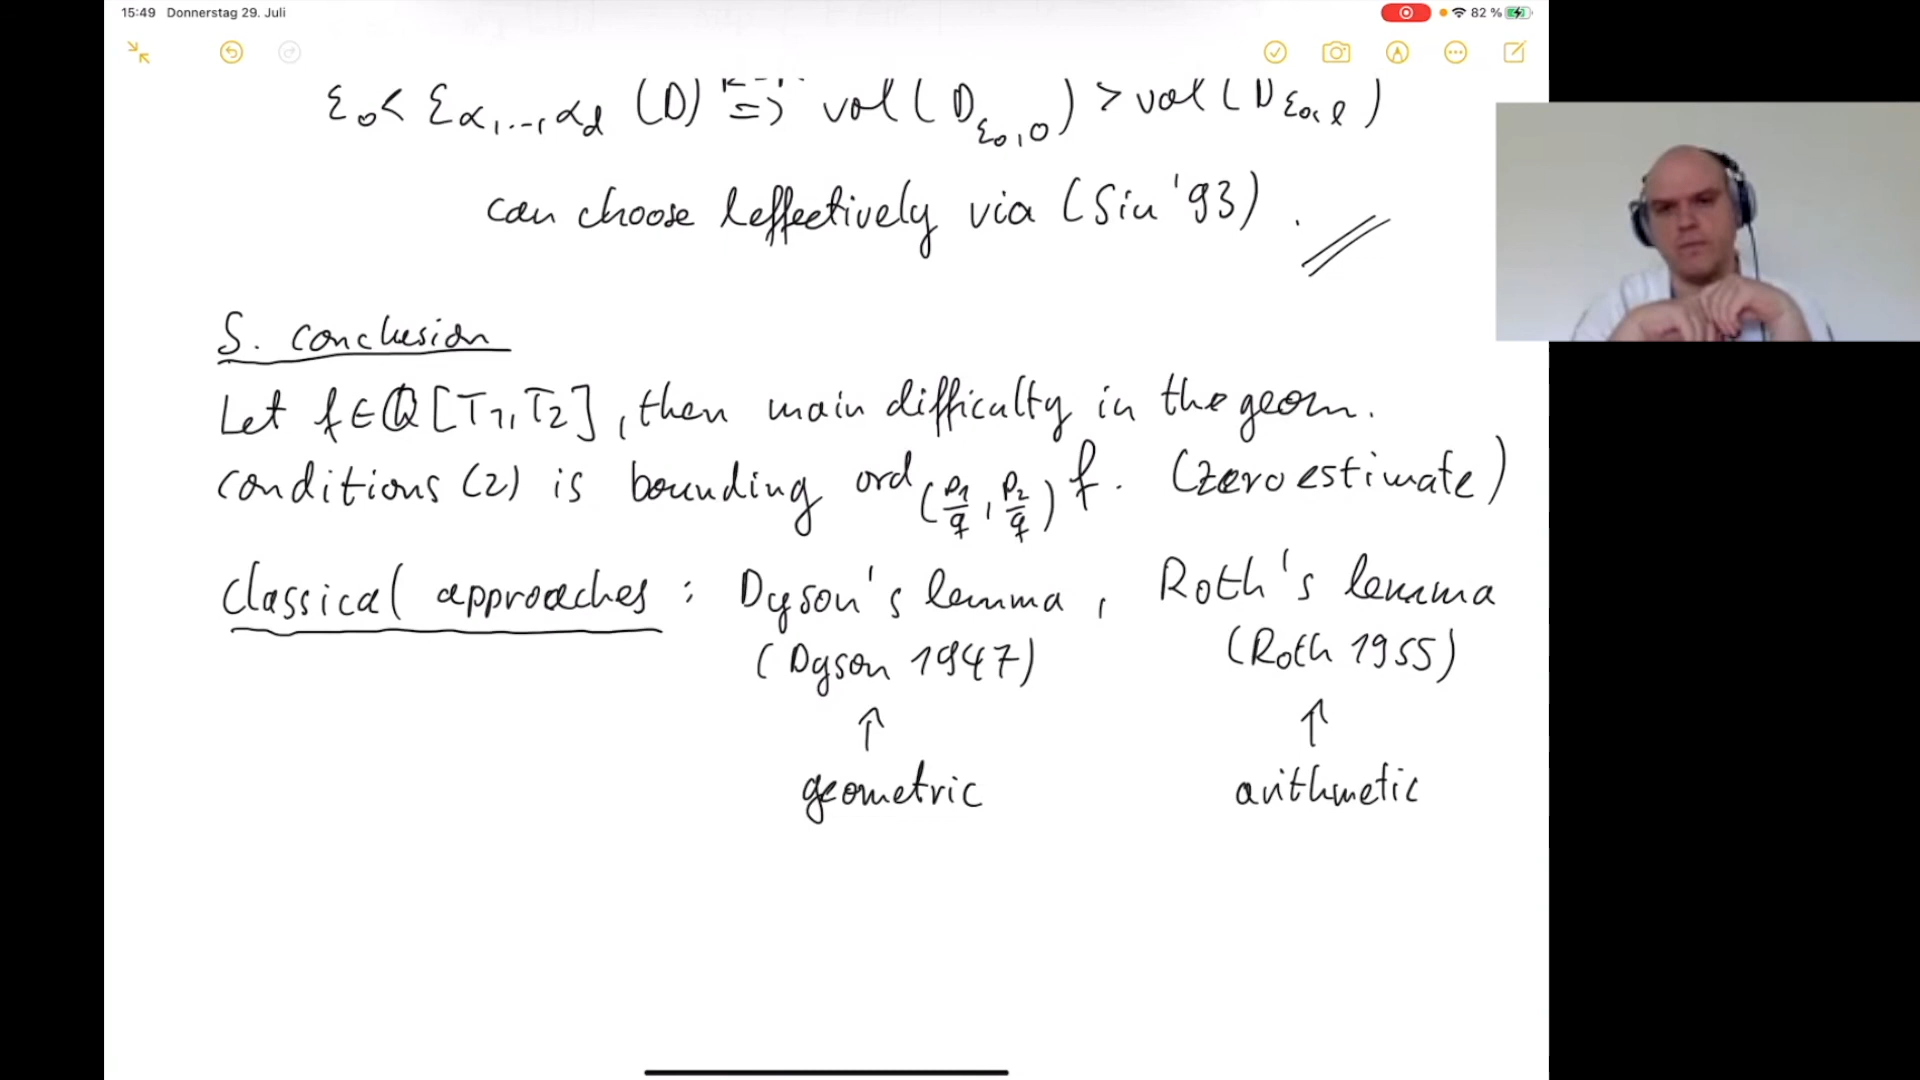 15:49 Donnerstag 29. Juli 82 %
ε₀ < ε_{α₁,...,α_d} (D) => vol(D_{ε₀,0}) > vol(D_{ε₀,ℓ})
can choose ℓ effectively via (Siu '93).
5. conclusion
Let f ∈ ℚ[T₁,T₂], then main difficulty in the geom.
conditions (2) is bounding ord_{(p₁/q, p₂/q)} f. (zero estimate)
Classical approaches: Dyson's lemma, Roth's lemma
(Dyson 1947) (Roth 1955)
↑ ↑
geometric arithmetic